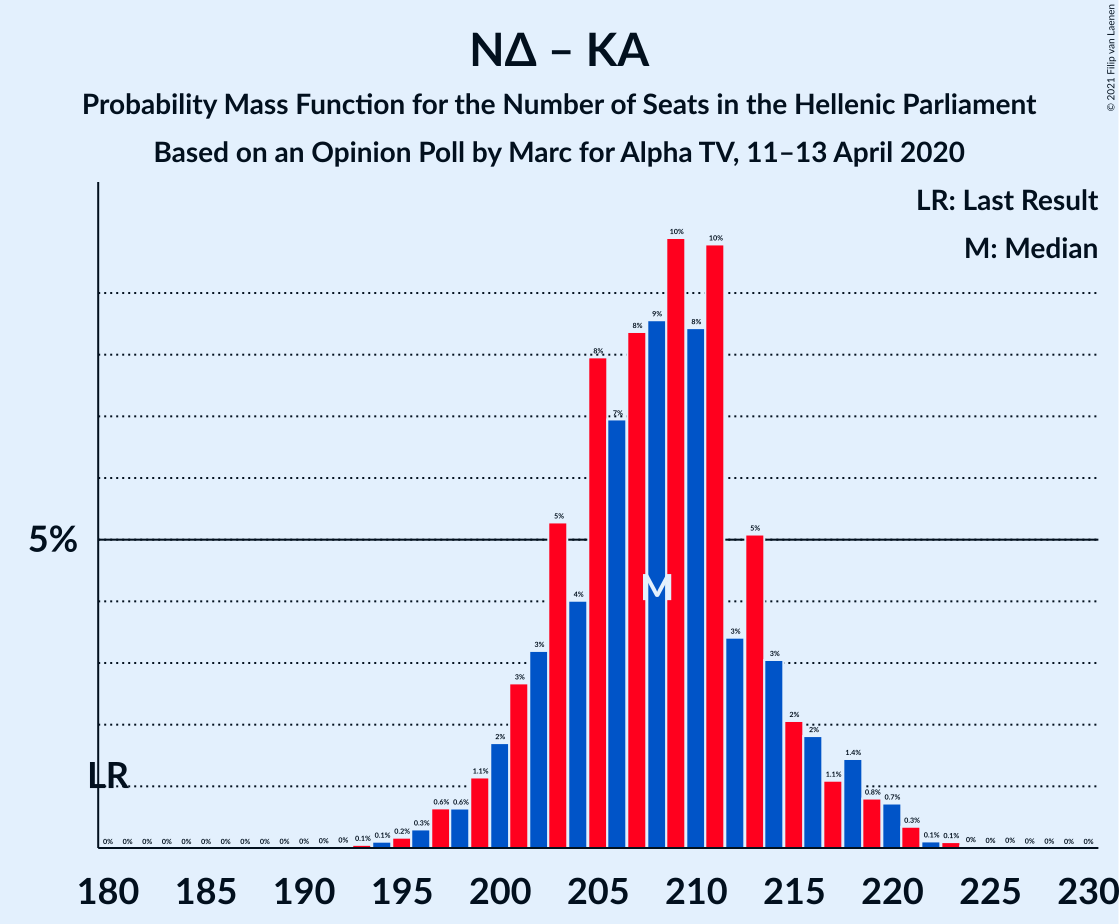 © 2021 Filip van Laenen
ΝΔ – ΚΑ
Probability Mass Function for the Number of Seats in the Hellenic Parliament
Based on an Opinion Poll by Marc for Alpha TV, 11–13 April 2020
LR: Last Result
M: Median
5%
LR
M
0% 0% 0% 0% 0% 0% 0% 0% 0% 0% 0% 0% 0% 0.1% 0.1% 0.2% 0.3% 0.6% 0.6% 1.1% 2% 3% 3% 5% 4% 8% 7% 8% 9% 10% 8% 10% 3% 5% 3% 2% 2% 1.1% 1.4% 0.8% 0.7% 0.3% 0.1% 0.1% 0% 0% 0% 0% 0% 0% 0%
180 185 190 195 200 205 210 215 220 225 230